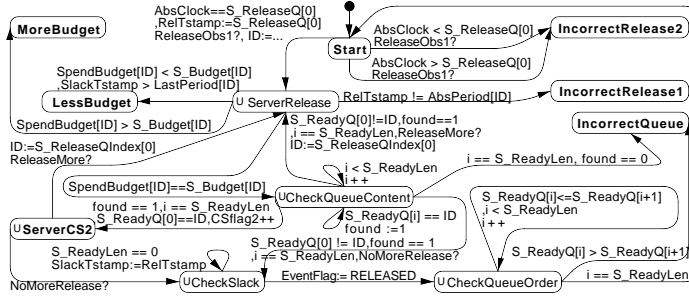 AbsClock==S_ReleaseQ[0]
,RelTstamp:=S_ReleaseQ[0]
ReleaseObs1?, ID:=...
MoreBudget
Start
AbsClock < S_ReleaseQ[0]
ReleaseObs1?
IncorrectRelease2
AbsClock > S_ReleaseQ[0]
ReleaseObs1?
SpendBudget[ID] < S_Budget[ID]
,SlackTstamp > LastPeriod[ID]
LessBudget
U ServerRelease
RelTstamp != AbsPeriod[ID]
IncorrectRelease1
SpendBudget[ID] > S_Budget[ID]
S_ReadyQ[0]!=ID,found==1
,i == S_ReadyLen,ReleaseMore?
ID:=S_ReleaseQIndex[0]
IncorrectQueue
ID:=S_ReleaseQIndex[0]
ReleaseMore?
i < S_ReadyLen
i++
i == S_ReadyLen, found == 0
SpendBudget[ID]==S_Budget[ID]
U CheckQueueContent
S_ReadyQ[i]<=S_ReadyQ[i+1]
,i < S_ReadyLen
i++
found == 1,i == S_ReadyLen
S_ReadyQ[0]==ID,CSflag2++
S_ReadyQ[i] == ID
found :=1
U ServerCS2
S_ReadyQ[0] != ID,found == 1
,i == S_ReadyLen,NoMoreRelease?
S_ReadyLen == 0
SlackTstamp:=RelTstamp
S_ReadyQ[i] > S_ReadyQ[i+1]
NoMoreRelease?
U CheckSlack
EventFlag:= RELEASED
U CheckQueueOrder
i == S_ReadyLen